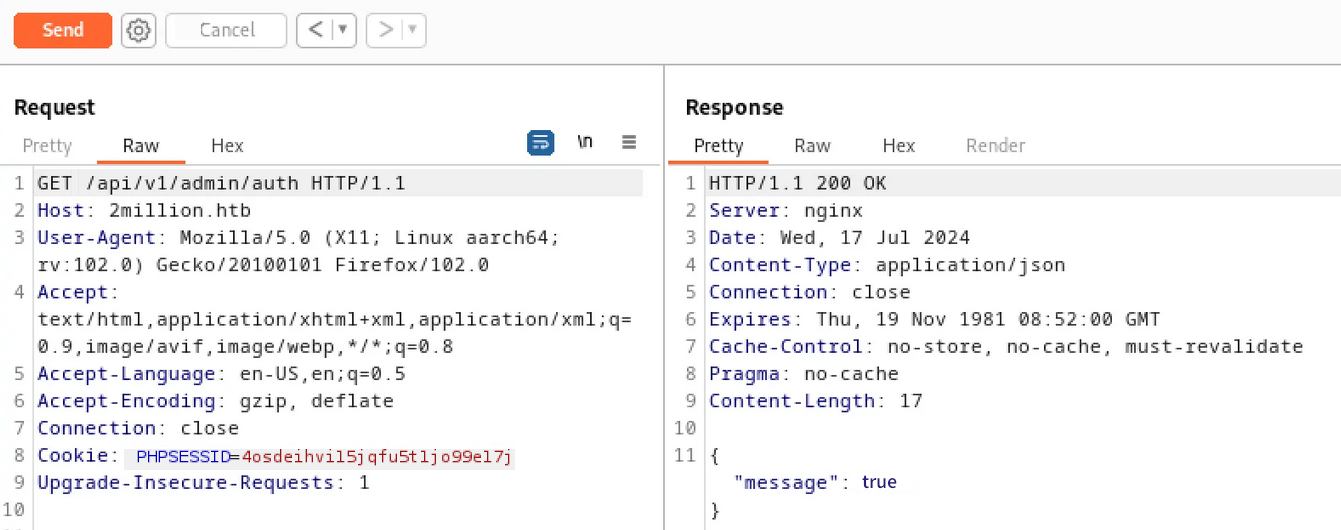 Send Cancel < ▼ > ▼
Request
Pretty Raw Hex \n
1 GET /api/v1/admin/auth HTTP/1.1
2 Host: 2million.htb
3 User-Agent: Mozilla/5.0 (X11; Linux aarch64;
rv:102.0) Gecko/20100101 Firefox/102.0
4 Accept:
text/html,application/xhtml+xml,application/xml;q=
0.9,image/avif,image/webp,*/*;q=0.8
5 Accept-Language: en-US,en;q=0.5
6 Accept-Encoding: gzip, deflate
7 Connection: close
8 Cookie: PHPSESSID=4osdeihvil5jqfu5tljo99el7j
9 Upgrade-Insecure-Requests: 1
10
Response
Pretty Raw Hex Render
1 HTTP/1.1 200 OK
2 Server: nginx
3 Date: Wed, 17 Jul 2024
4 Content-Type: application/json
5 Connection: close
6 Expires: Thu, 19 Nov 1981 08:52:00 GMT
7 Cache-Control: no-store, no-cache, must-revalidate
8 Pragma: no-cache
9 Content-Length: 17
10
11 {
"message": true
}